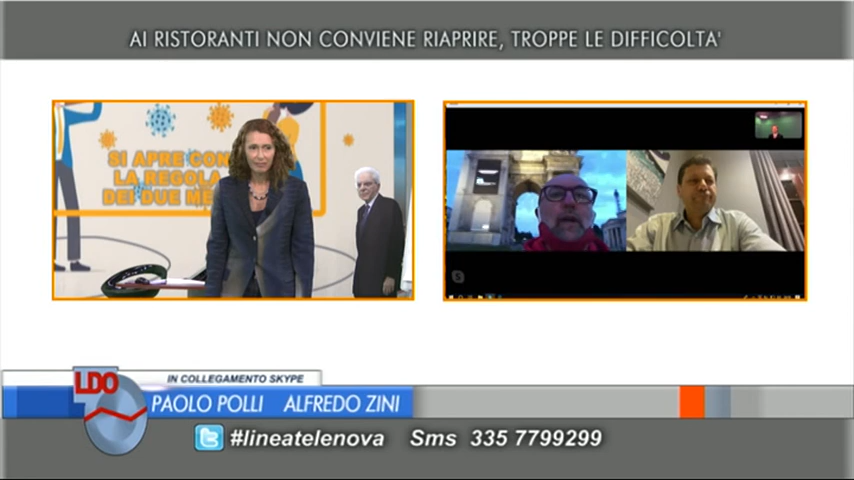 AI RISTORANTI NON CONVIENE RIAPRIRE, TROPPE LE DIFFICOLTA'
SI APRE CON
LA REGOLA
DEI DUE ME
LDO
IN COLLEGAMENTO SKYPE
PAOLO POLLI ALFREDO ZINI
#lineatelenova Sms 335 7799299